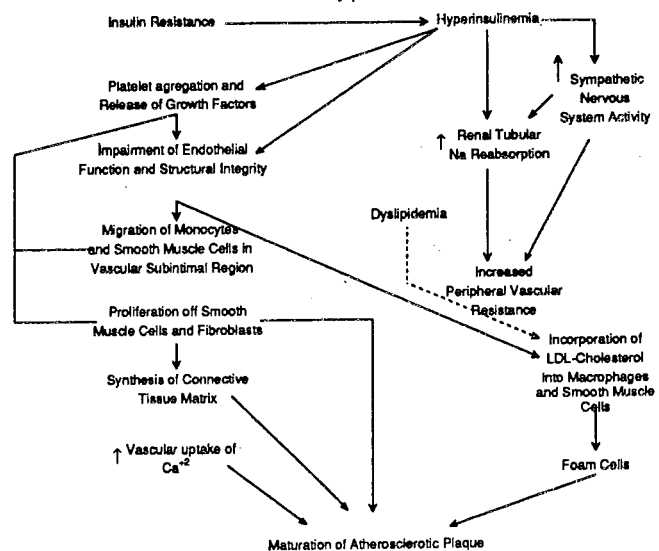 Insulin Resistance
Hyperinsulinemia
Platelet agregation and
Release of Growth Factors
↑ Sympathetic
Nervous
System Activity
Impairment of Endothelial
Function and Structural Integrity
↑ Renal Tubular
Na Reabsorption
Migration of Monocytes
and Smooth Muscle Cells in
Vascular Subintimal Region
Dyslipidemia
Increased
Peripheral Vascular
Resistance
Proliferation off Smooth
Muscle Cells and Fibroblasts
Incorporation of
LDL-Cholesterol
into Macrophages
and Smooth Muscle
Cells
Synthesis of Connective
Tissue Matrix
↑ Vascular uptake of
Ca+2
Foam Cells
Maturation of Atherosclerotic Plaque